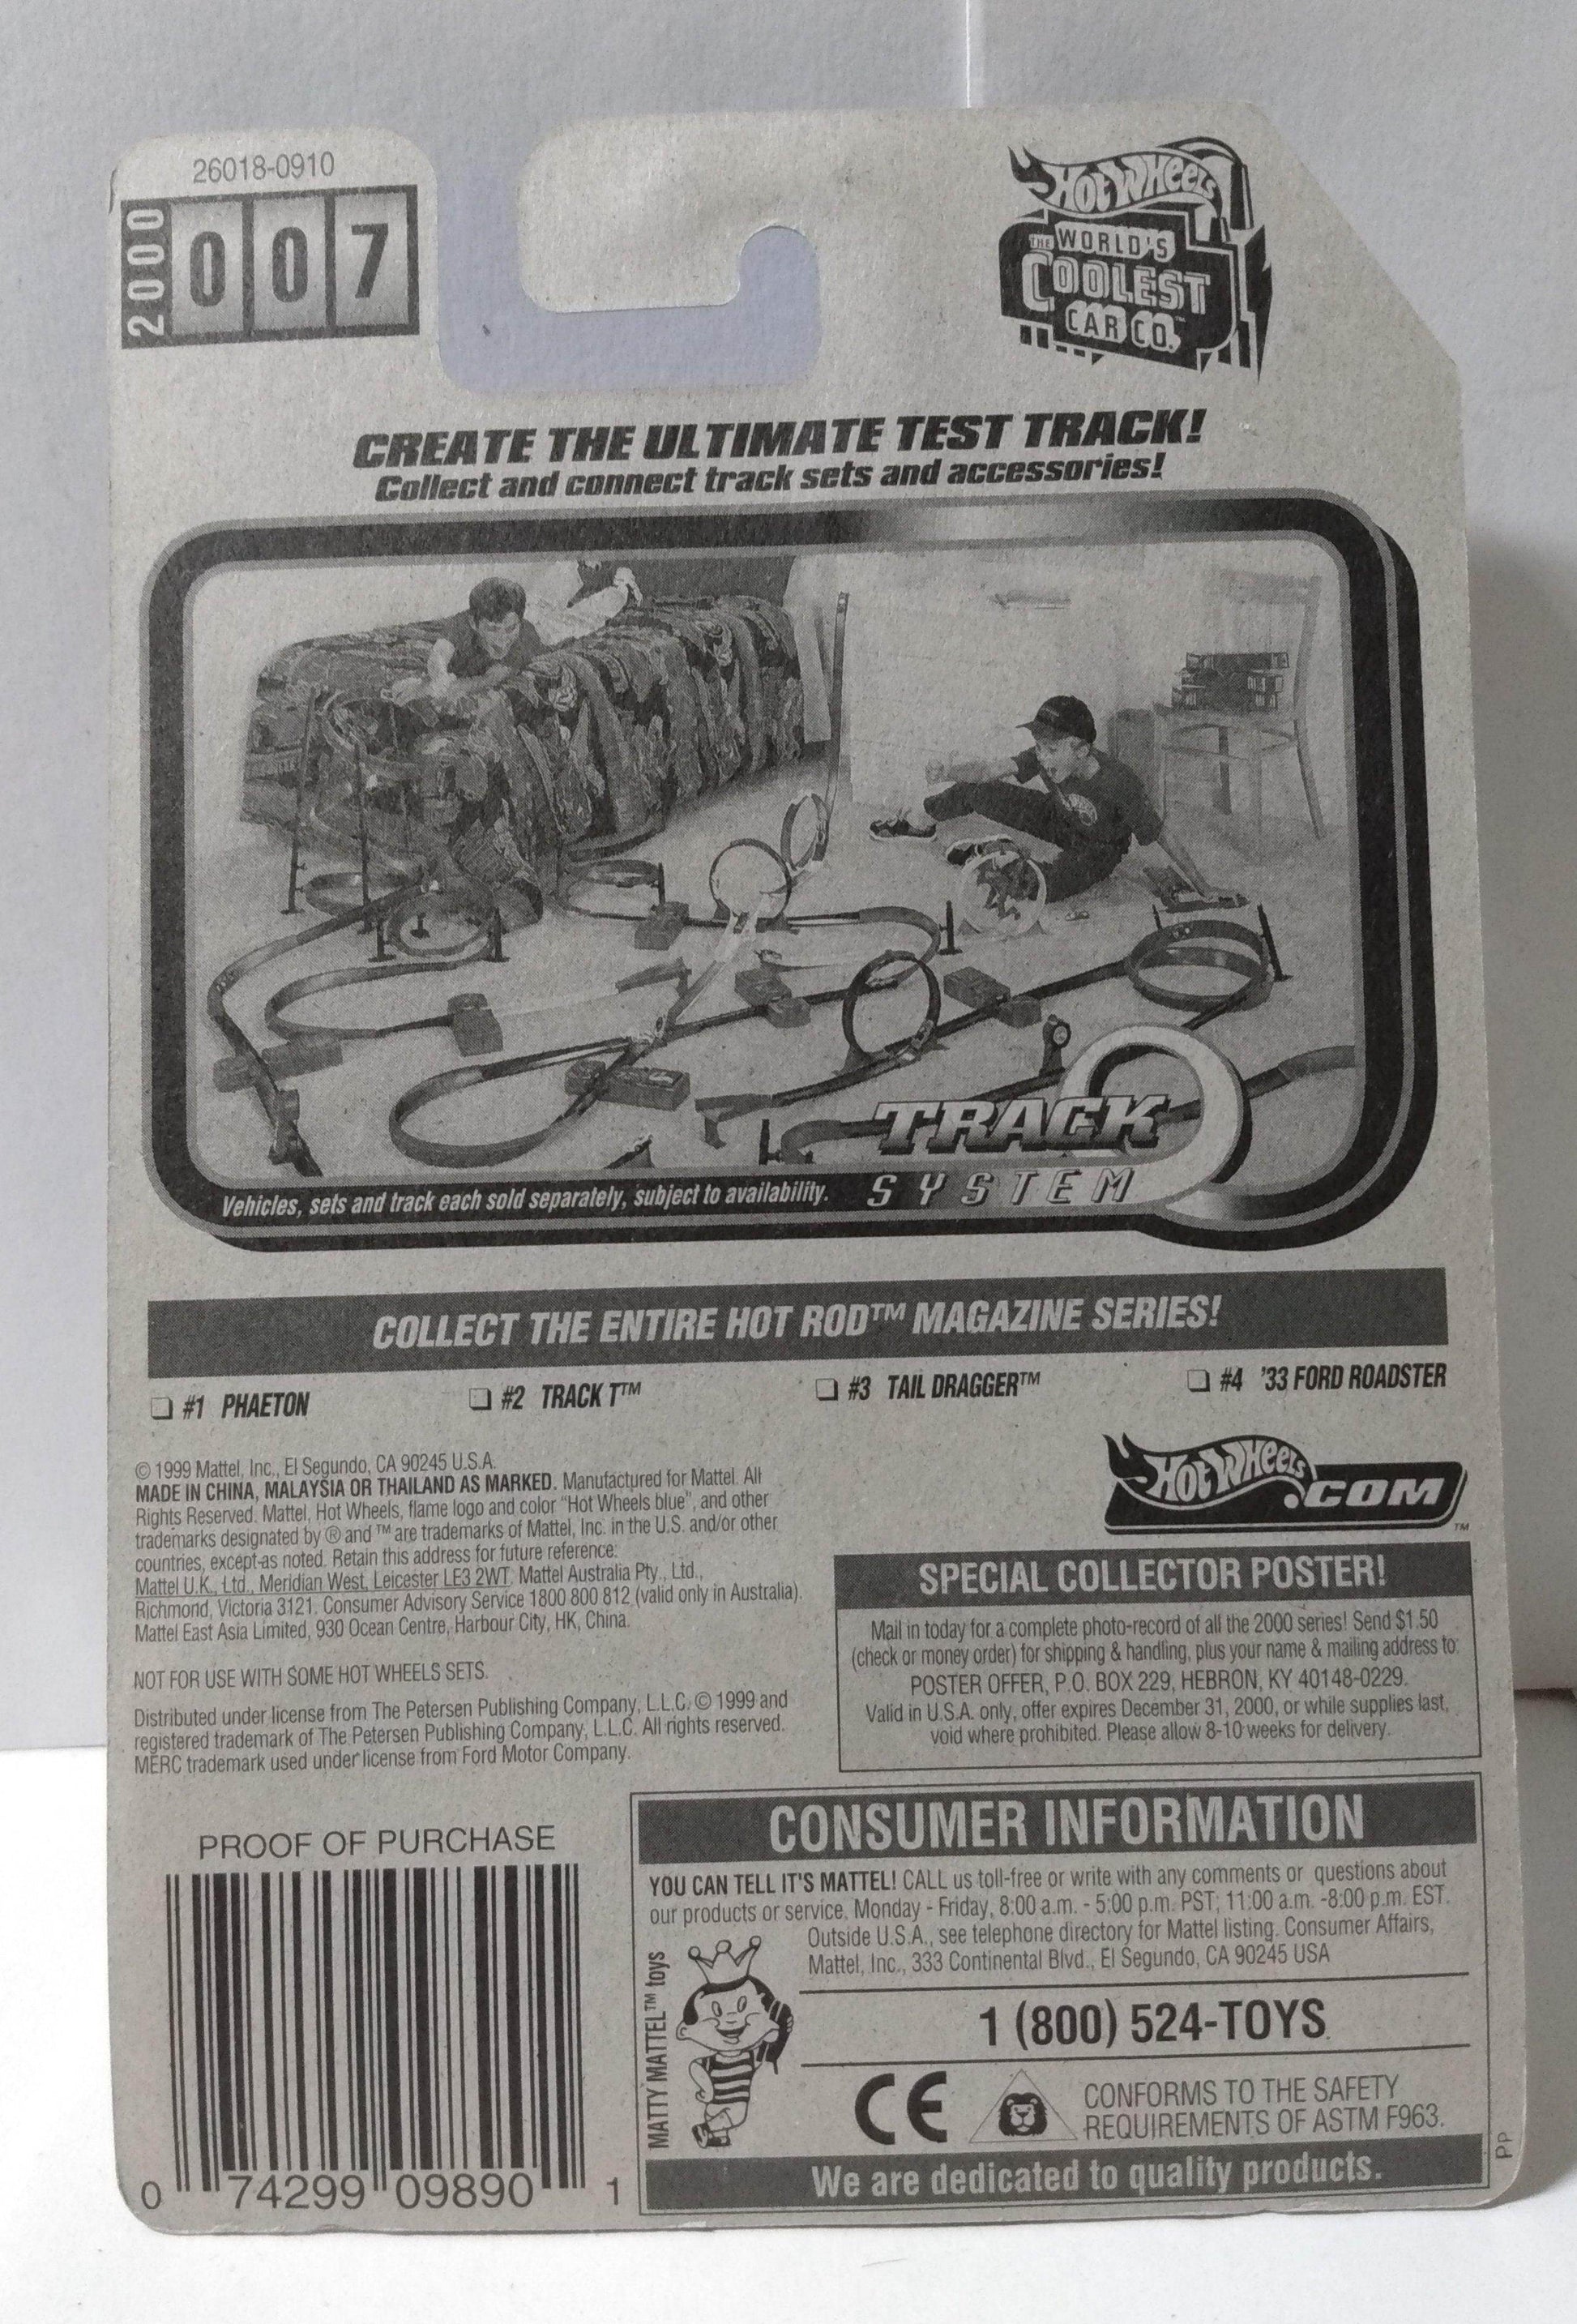 26018-0910
2000
007
HOT WHEELS
THE WORLD'S
COOLEST
CAR CO.™
CREATE THE ULTIMATE TEST TRACK!
Collect and connect track sets and accessories!
TRACK
SYSTEM
Vehicles, sets and track each sold separately, subject to availability.
COLLECT THE ENTIRE HOT ROD™ MAGAZINE SERIES!
❏ #1 PHAETON
❏ #2 TRACK T™
❏ #3 TAIL DRAGGER™
❏ #4 '33 FORD ROADSTER
© 1999 Mattel, Inc., El Segundo, CA 90245 U.S.A.
MADE IN CHINA, MALAYSIA OR THAILAND AS MARKED. Manufactured for Mattel. All
Rights Reserved. Mattel, Hot Wheels, flame logo and color "Hot Wheels blue", and other
trademarks designated by ® and ™ are trademarks of Mattel, Inc. in the U.S. and/or other
countries, except as noted. Retain this address for future reference:
Mattel U.K., Ltd., Meridian West, Leicester LE3 2WT. Mattel Australia Pty., Ltd.,
Richmond, Victoria 3121. Consumer Advisory Service 1800 800 812 (valid only in Australia).
Mattel East Asia Limited, 930 Ocean Centre, Harbour City, HK, China.
NOT FOR USE WITH SOME HOT WHEELS SETS.
Distributed under license from The Petersen Publishing Company, L.L.C. © 1999 and
registered trademark of The Petersen Publishing Company, L.L.C. All rights reserved.
MERC trademark used under license from Ford Motor Company.
HOT WHEELS.COM™
SPECIAL COLLECTOR POSTER!
Mail in today for a complete photo-record of all the 2000 series! Send $1.50
(check or money order) for shipping & handling, plus your name & mailing address to:
POSTER OFFER, P.O. BOX 229, HEBRON, KY 40148-0229.
Valid in U.S.A. only, offer expires December 31, 2000, or while supplies last,
void where prohibited. Please allow 8-10 weeks for delivery.
PROOF OF PURCHASE
0 74299 09890 1
CONSUMER INFORMATION
YOU CAN TELL IT'S MATTEL! CALL us toll-free or write with any comments or questions about
our products or service, Monday - Friday, 8:00 a.m. - 5:00 p.m. PST; 11:00 a.m. -8:00 p.m. EST.
Outside U.S.A., see telephone directory for Mattel listing. Consumer Affairs,
Mattel, Inc., 333 Continental Blvd., El Segundo, CA 90245 USA
MATTY MATTEL™ toys
1 (800) 524-TOYS
CE
CONFORMS TO THE SAFETY
REQUIREMENTS OF ASTM F963.
We are dedicated to quality products.
PP